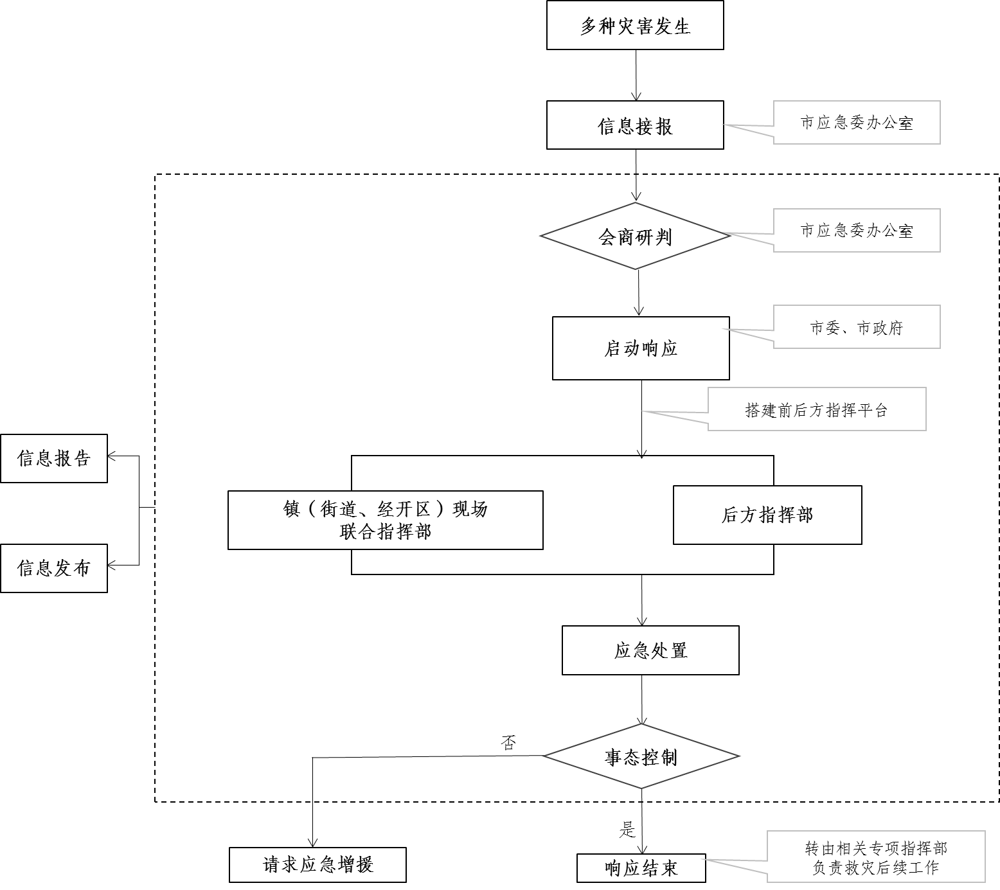 多种灾害发生
信息接报
市应急委办公室
会商研判
市应急委办公室
启动响应
市委、市政府
搭建前后方指挥平台
信息报告
信息发布
镇（街道、经开区）现场
联合指挥部
后方指挥部
应急处置
否
事态控制
是
请求应急增援
响应结束
转由相关专项指挥部
负责救灾后续工作